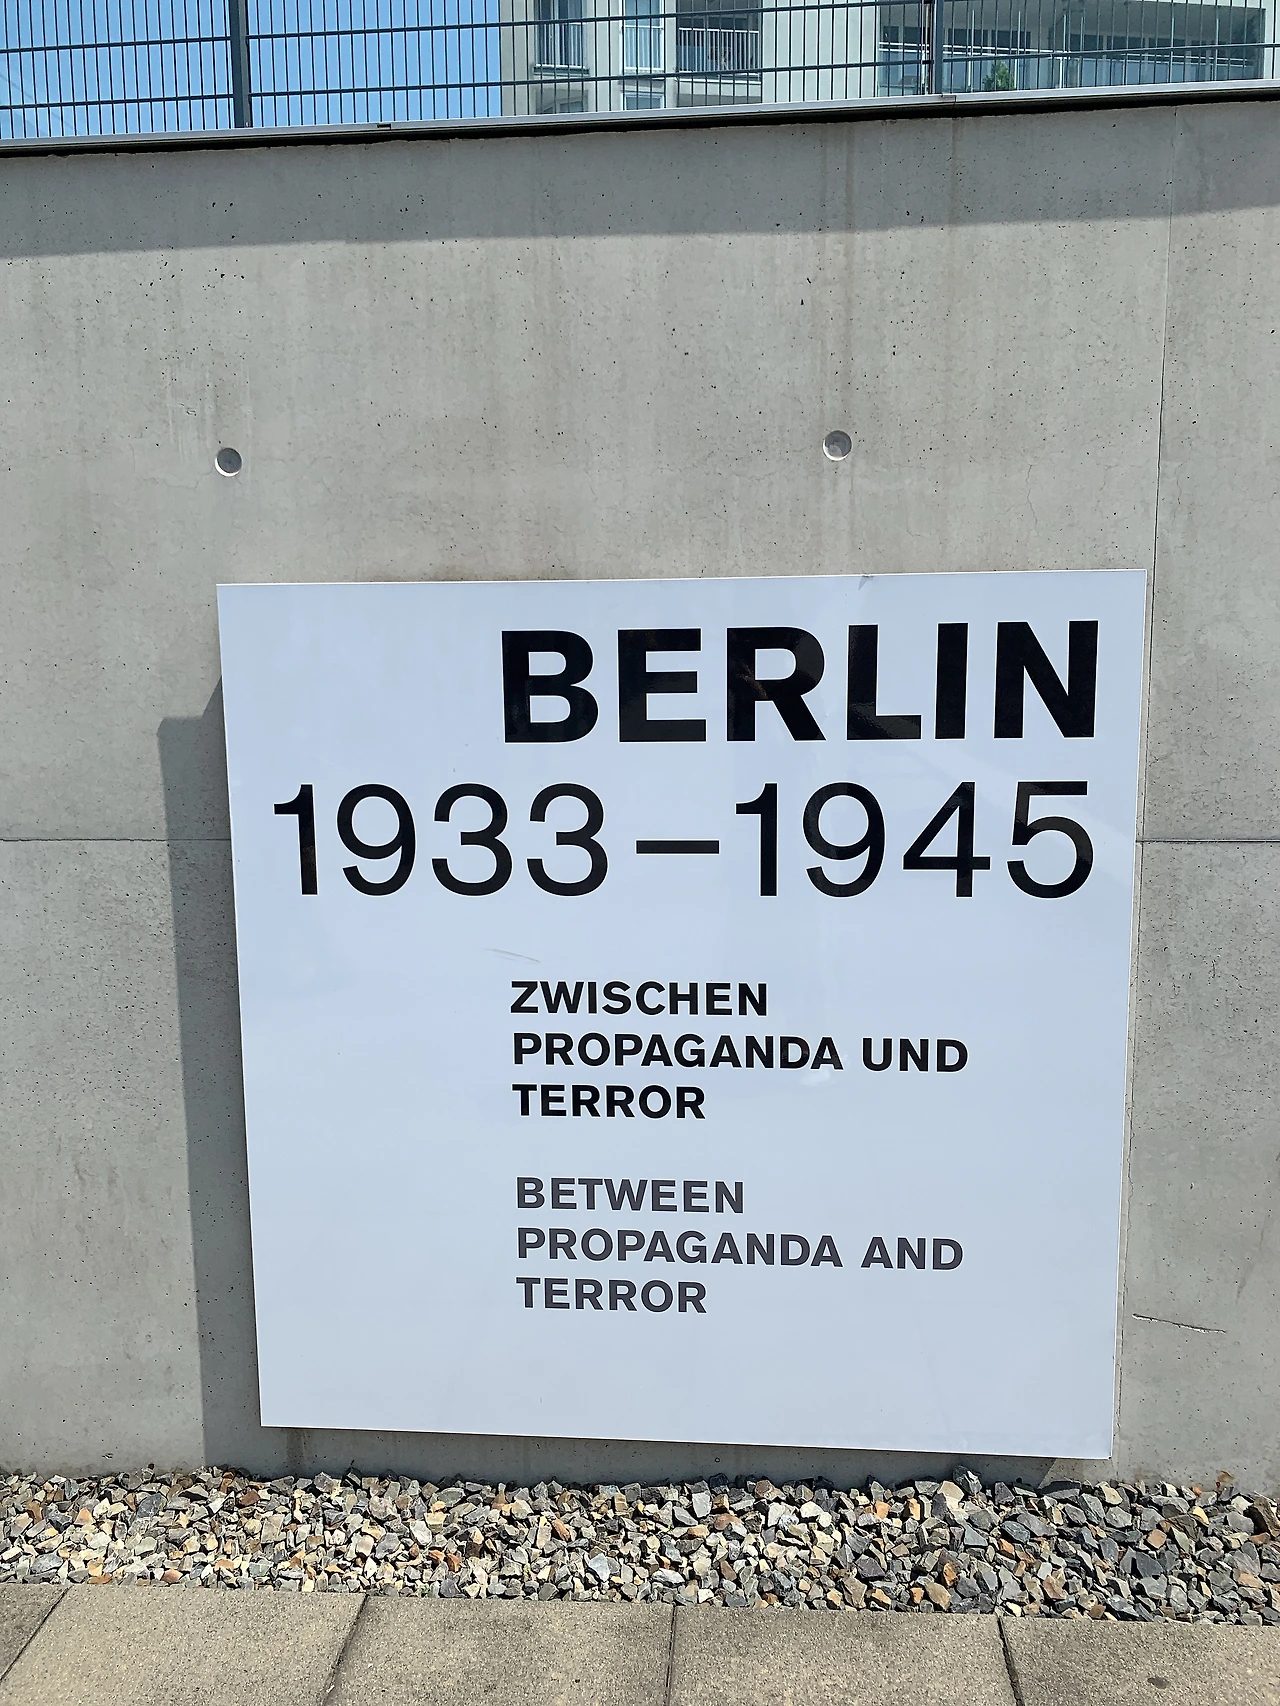 BERLIN
1933–1945
ZWISCHEN
PROPAGANDA UND
TERROR
BETWEEN
PROPAGANDA AND
TERROR